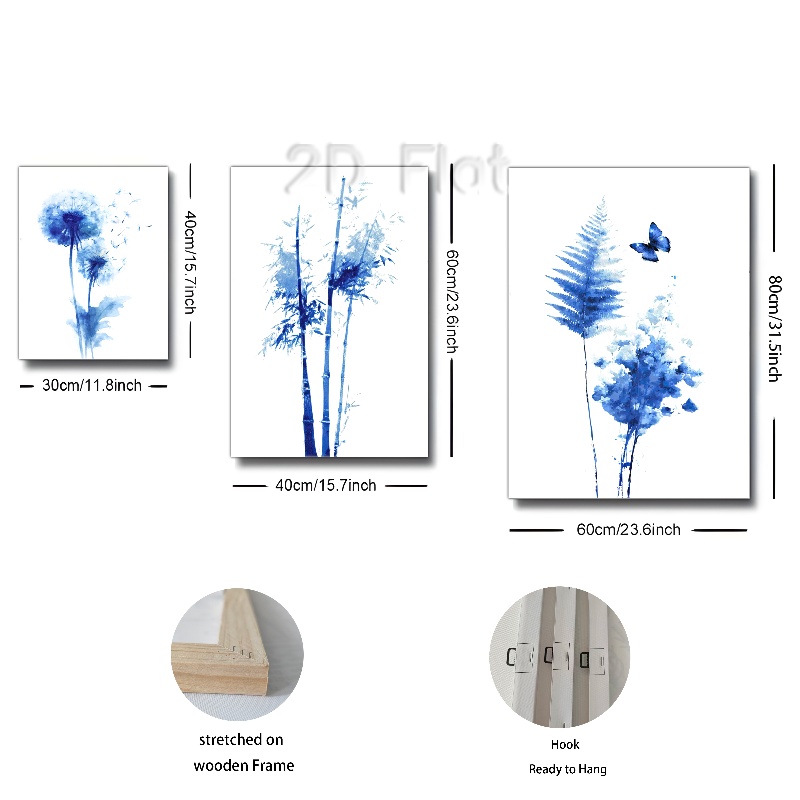 2D Flat
40cm/15.7inch
30cm/11.8inch
60cm/23.6inch
40cm/15.7inch
80cm/31.5inch
60cm/23.6inch
stretched on
wooden Frame
Hook
Ready to Hang